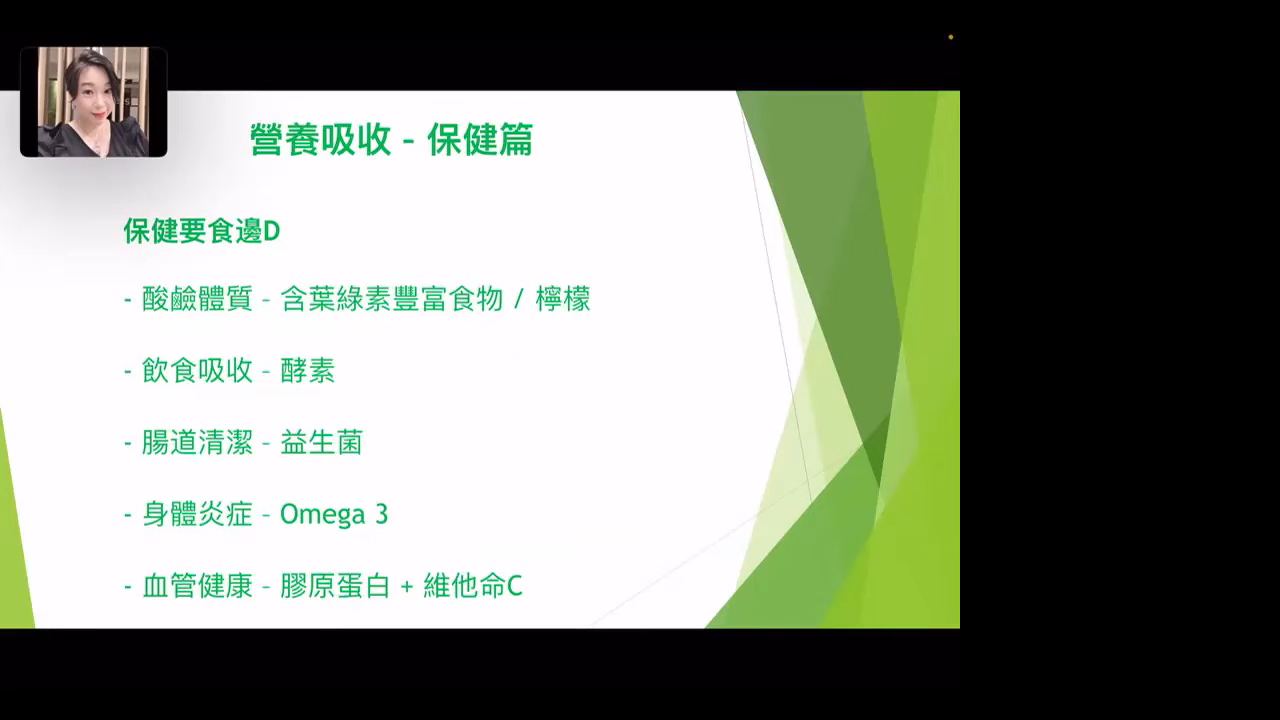 營養吸收 - 保健篇
保健要食邊D
- 酸鹼體質 - 含葉綠素豐富食物 / 檸檬
- 飲食吸收 - 酵素
- 腸道清潔 - 益生菌
- 身體炎症 - Omega 3
- 血管健康 - 膠原蛋白 + 維他命C